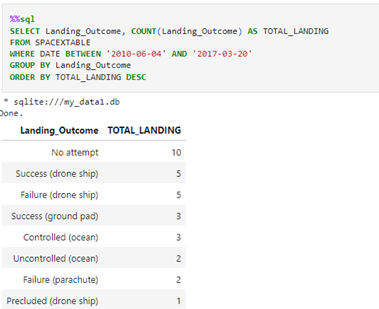 %%sql
SELECT Landing_Outcome, COUNT(Landing_Outcome) AS TOTAL_LANDING
FROM SPACEXTABLE
WHERE DATE BETWEEN '2010-06-04' AND '2017-03-20'
GROUP BY Landing_Outcome
ORDER BY TOTAL_LANDING DESC
* sqlite:///my_data1.db
Done.
Landing_Outcome TOTAL_LANDING
No attempt 10
Success (drone ship) 5
Failure (drone ship) 5
Success (ground pad) 3
Controlled (ocean) 3
Uncontrolled (ocean) 2
Failure (parachute) 2
Precluded (drone ship) 1